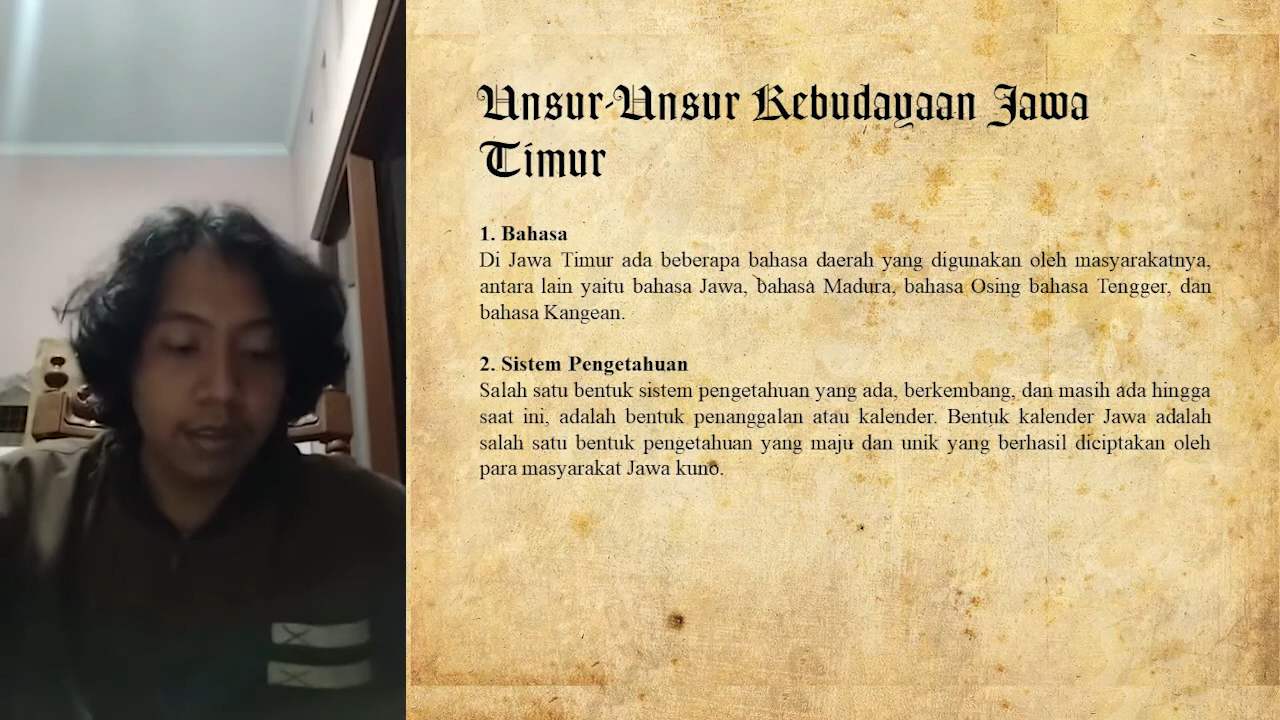 Unsur-Unsur Kebudayaan Jawa
Timur
1. Bahasa
Di Jawa Timur ada beberapa bahasa daerah yang digunakan oleh masyarakatnya,
antara lain yaitu bahasa Jawa, bahasa Madura, bahasa Osing bahasa Tengger, dan
bahasa Kangean.
2. Sistem Pengetahuan
Salah satu bentuk sistem pengetahuan yang ada, berkembang, dan masih ada hingga
saat ini, adalah bentuk penanggalan atau kalender. Bentuk kalender Jawa adalah
salah satu bentuk pengetahuan yang maju dan unik yang berhasil diciptakan oleh
para masyarakat Jawa kuno.